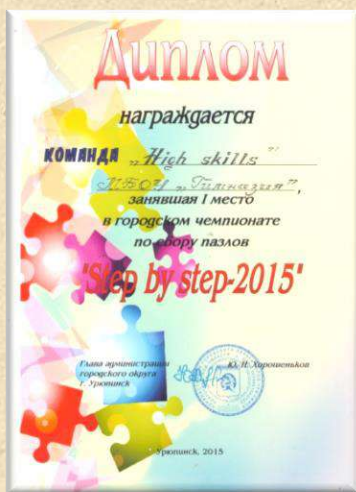 Диплом
награждается
КОМАНДА „High skills"
МБОУ „Гимназия",
занявшая I место
в городском чемпионате
по сбору пазлов
"Step by step-2015"
Глава администрации
городского округа
г. Урюпинск
Ю. Н. Хорошеньков
Урюпинск, 2015